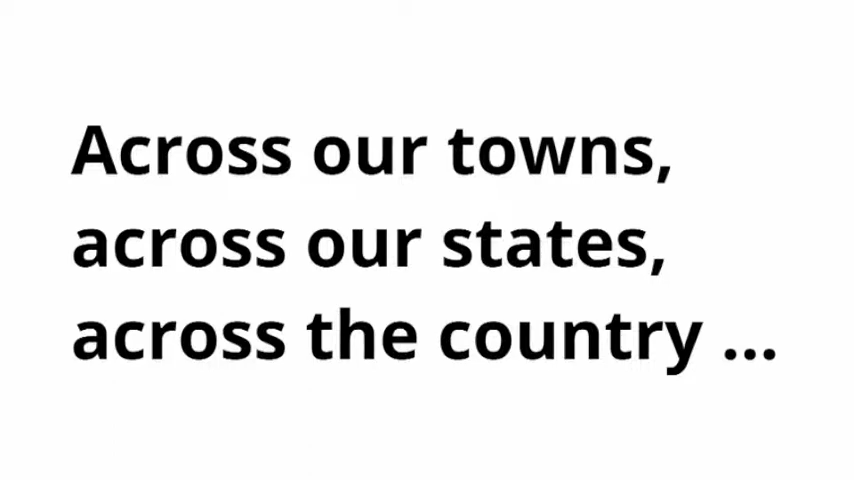 Across our towns,
across our states,
across the country ...